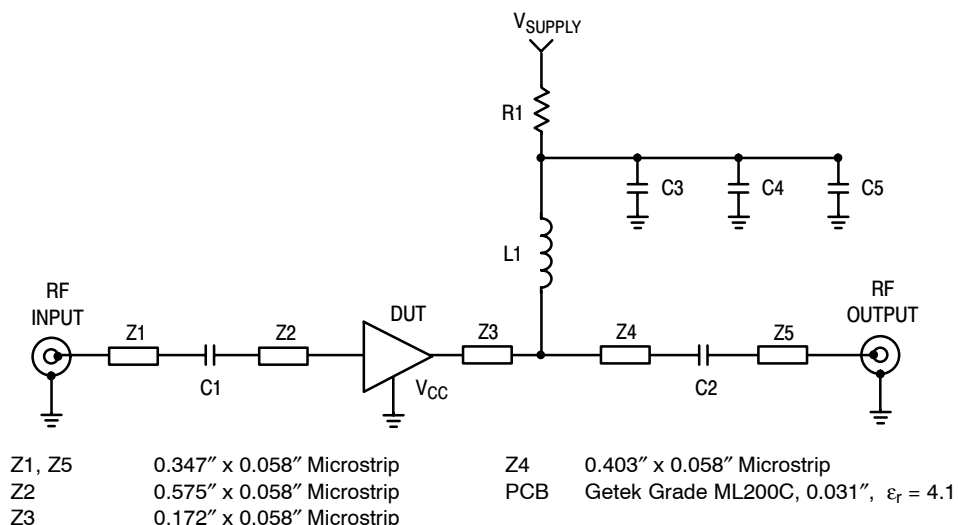 V_SUPPLY
R1
C3 C4 C5
L1
RF INPUT
RF OUTPUT
Z1 Z2 DUT Z3 Z4 Z5
C1 V_CC C2
Z1, Z5 0.347″ x 0.058″ Microstrip
Z2 0.575″ x 0.058″ Microstrip
Z3 0.172″ x 0.058″ Microstrip
Z4 0.403″ x 0.058″ Microstrip
PCB Getek Grade ML200C, 0.031″, εr = 4.1